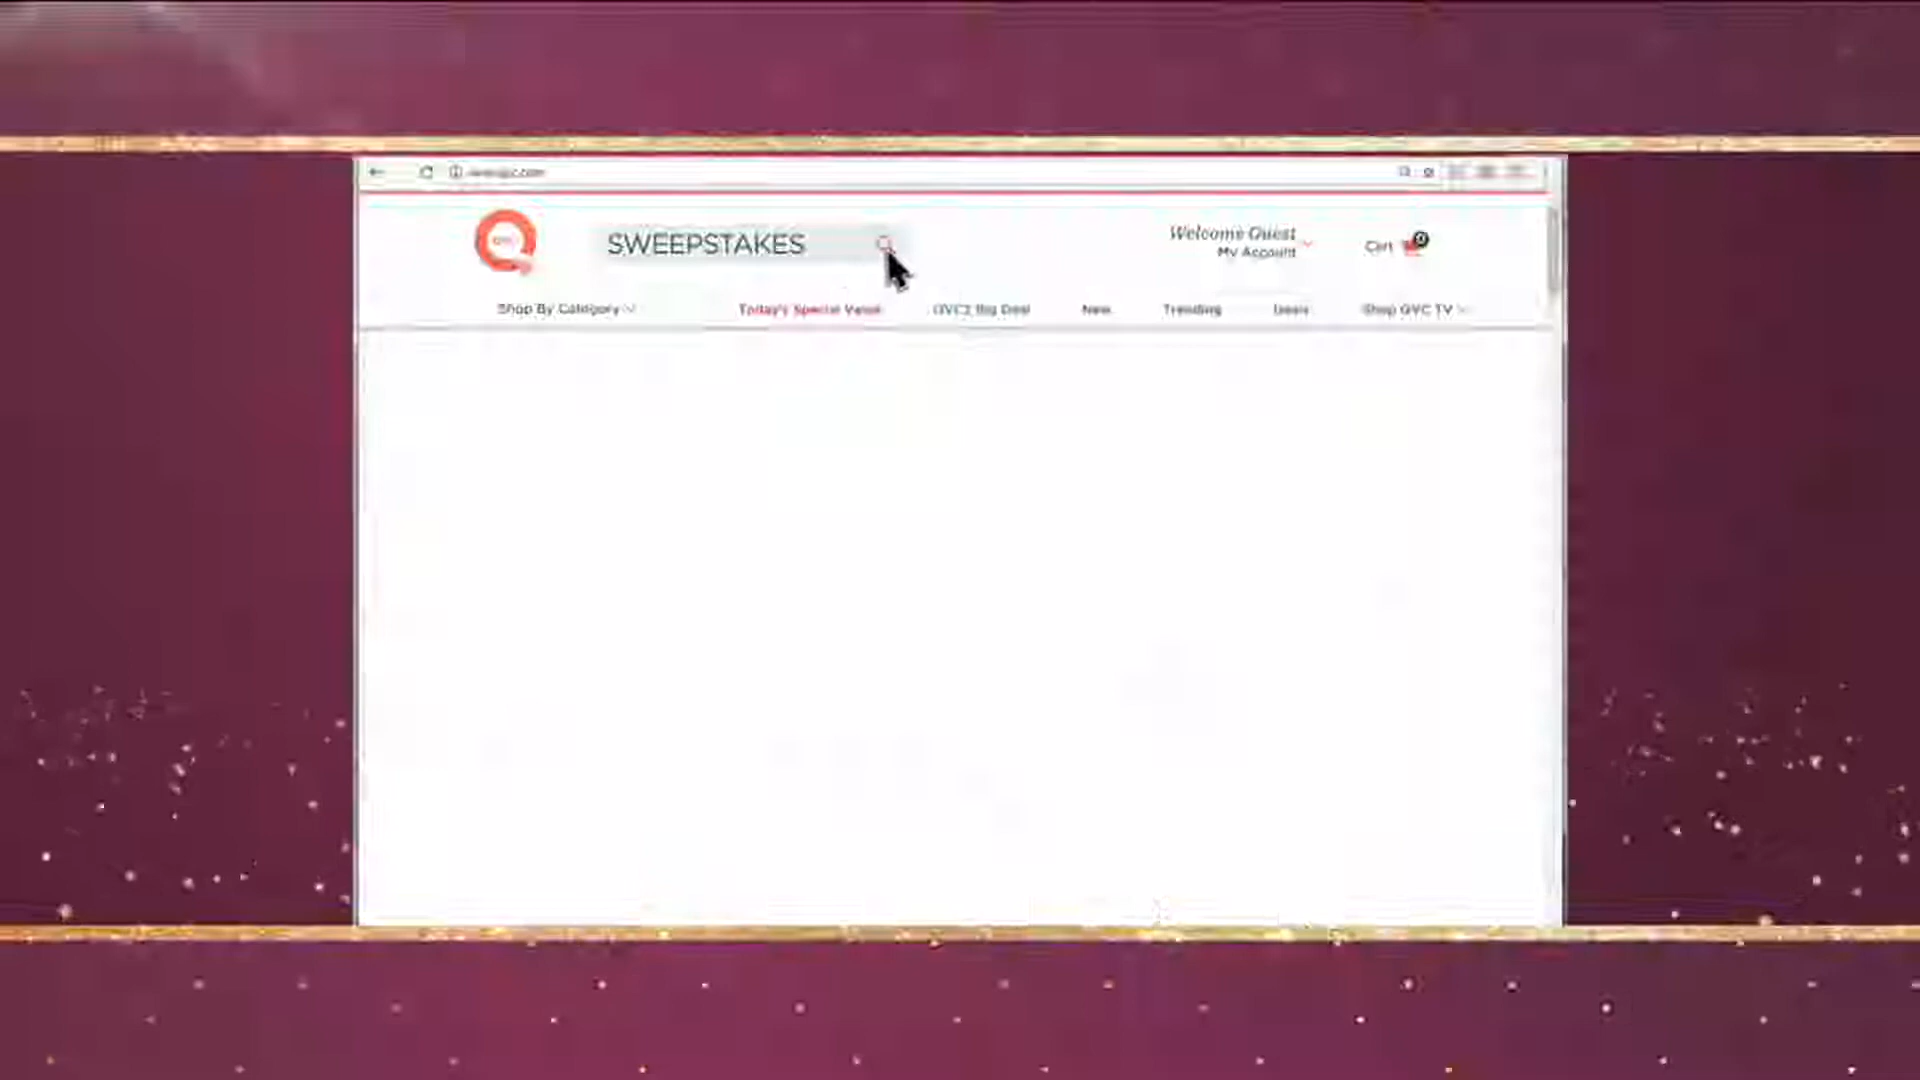 SWEEPSTAKES
Welcome Guest
My Account
Cart 0
Shop By Category
Today's Special Value
QVC2 Big Deal
New
Trending
Deals
Shop QVC TV